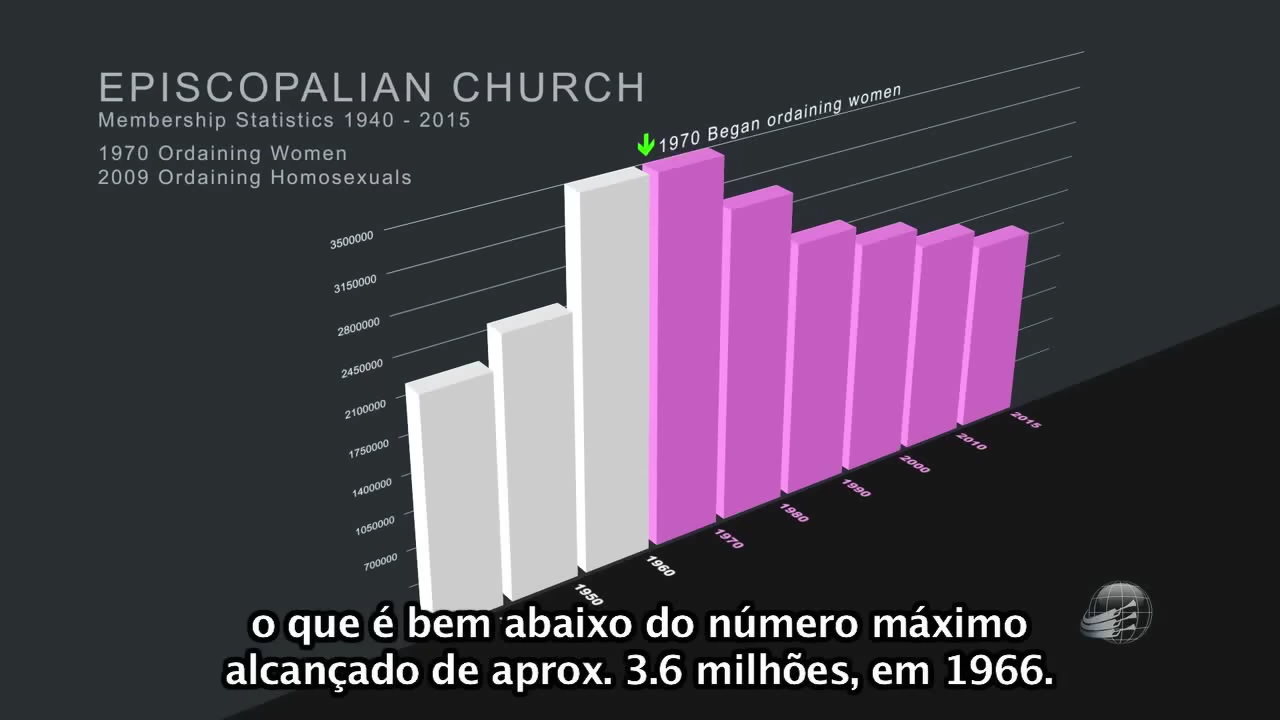 EPISCOPALIAN CHURCH
Membership Statistics 1940 - 2015
1970 Ordaining Women
2009 Ordaining Homosexuals
1970 Began ordaining women
3500000
3150000
2800000
2450000
2100000
1750000
1400000
1050000
700000
1950
1960
1970
1980
1990
2000
2010
2015
o que é bem abaixo do número máximo
alcançado de aprox. 3.6 milhões, em 1966.